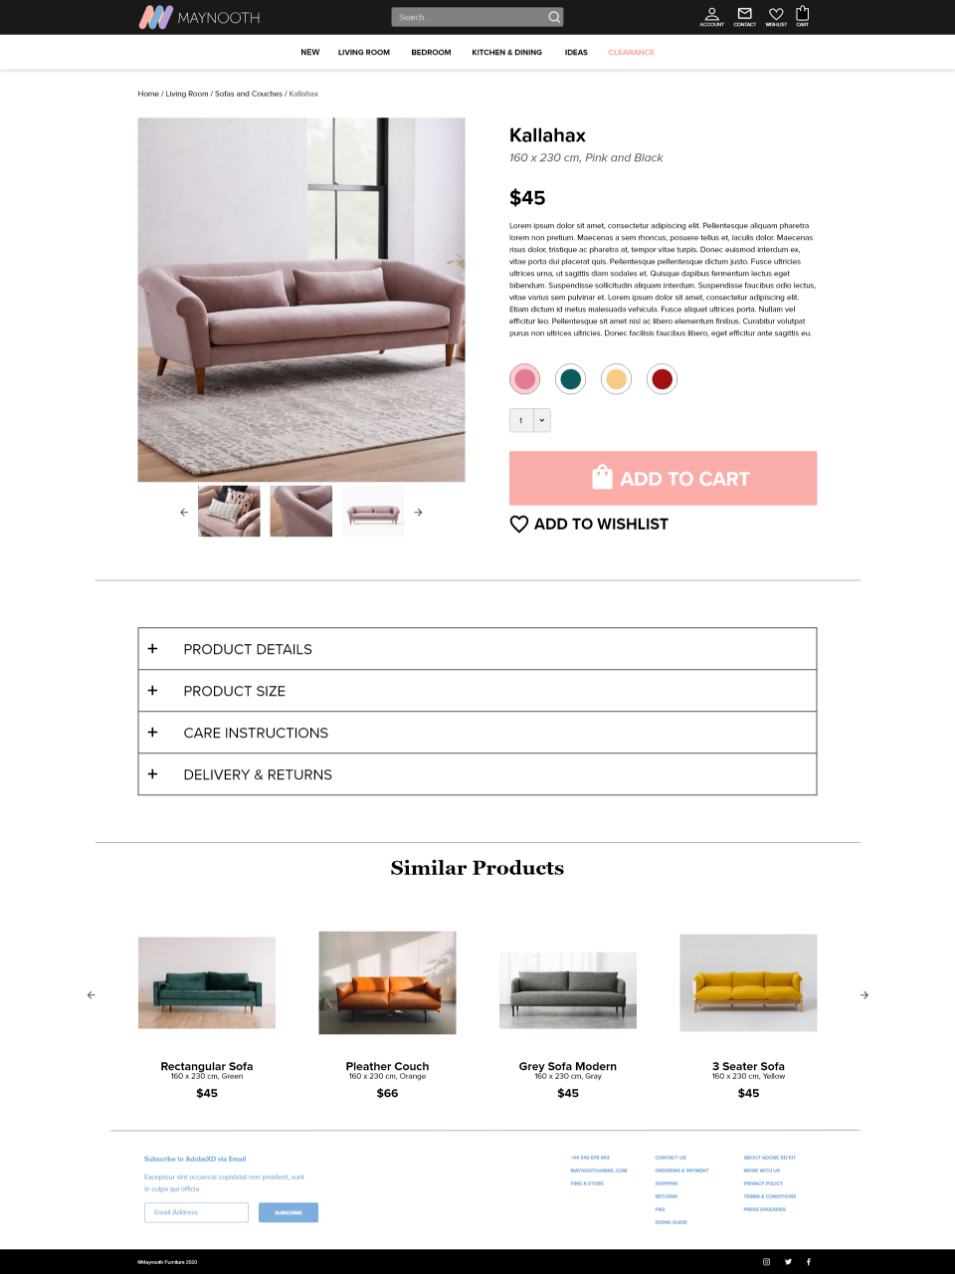 MAYNOOTH
Search...
ACCOUNT
CONTACT
WISHLIST
CART
NEW
LIVING ROOM
BEDROOM
KITCHEN & DINING
IDEAS
CLEARANCE
Home / Living Room / Sofas and Couches / Kallahax
Kallahax
160 x 230 cm, Pink and Black
$45
Lorem ipsum dolor sit amet, consectetur adipiscing elit. Pellentesque aliquam pharetra
lorem non pretium. Maecenas a sem rhoncus, posuere tellus et, iaculis dolor. Maecenas
risus dolor, tristique ac pharetra at, tempor vitae turpis. Donec euismod interdum ex,
vitae porta dui placerat quis. Pellentesque pellentesque dictum justo. Fusce ultricies
ultrices urna, ut sagittis diam sodales et. Quisque dapibus fermentum lectus eget
bibendum. Suspendisse sollicitudin aliquam interdum. Suspendisse faucibus odio lectus,
vitae varius sem pulvinar et. Lorem ipsum dolor sit amet, consectetur adipiscing elit.
Etiam dictum id metus malesuada vehicula. Fusce aliquet ultrices porta. Nullam vel
efficitur leo. Pellentesque sit amet nisl ac libero elementum finibus. Curabitur volutpat
purus non ultrices ultricies. Donec facilisis faucibus libero, eget efficitur ante sagittis eu.
1
ADD TO CART
ADD TO WISHLIST
+ PRODUCT DETAILS
+ PRODUCT SIZE
+ CARE INSTRUCTIONS
+ DELIVERY & RETURNS
Similar Products
Rectangular Sofa
160 x 230 cm, Green
$45
Pleather Couch
160 x 230 cm, Orange
$66
Grey Sofa Modern
160 x 230 cm, Gray
$45
3 Seater Sofa
160 x 230 cm, Yellow
$45
Subscribe to AdobeXD via Email
Excepteur sint occaecat cupidatat non proident, sunt
in culpa qui officia
Email Address
SUBSCRIBE
+44 345 678 903
MAYNOOTH@MAIL.COM
FIND A STORE
CONTACT US
ORDERING & PAYMENT
SHIPPING
RETURNS
FAQ
SIZING GUIDE
ABOUT ADOBE XD KIT
WORK WITH US
PRIVACY POLICY
TERMS & CONDITIONS
PRESS ENQUIRIES
©Maynooth Furniture 2020